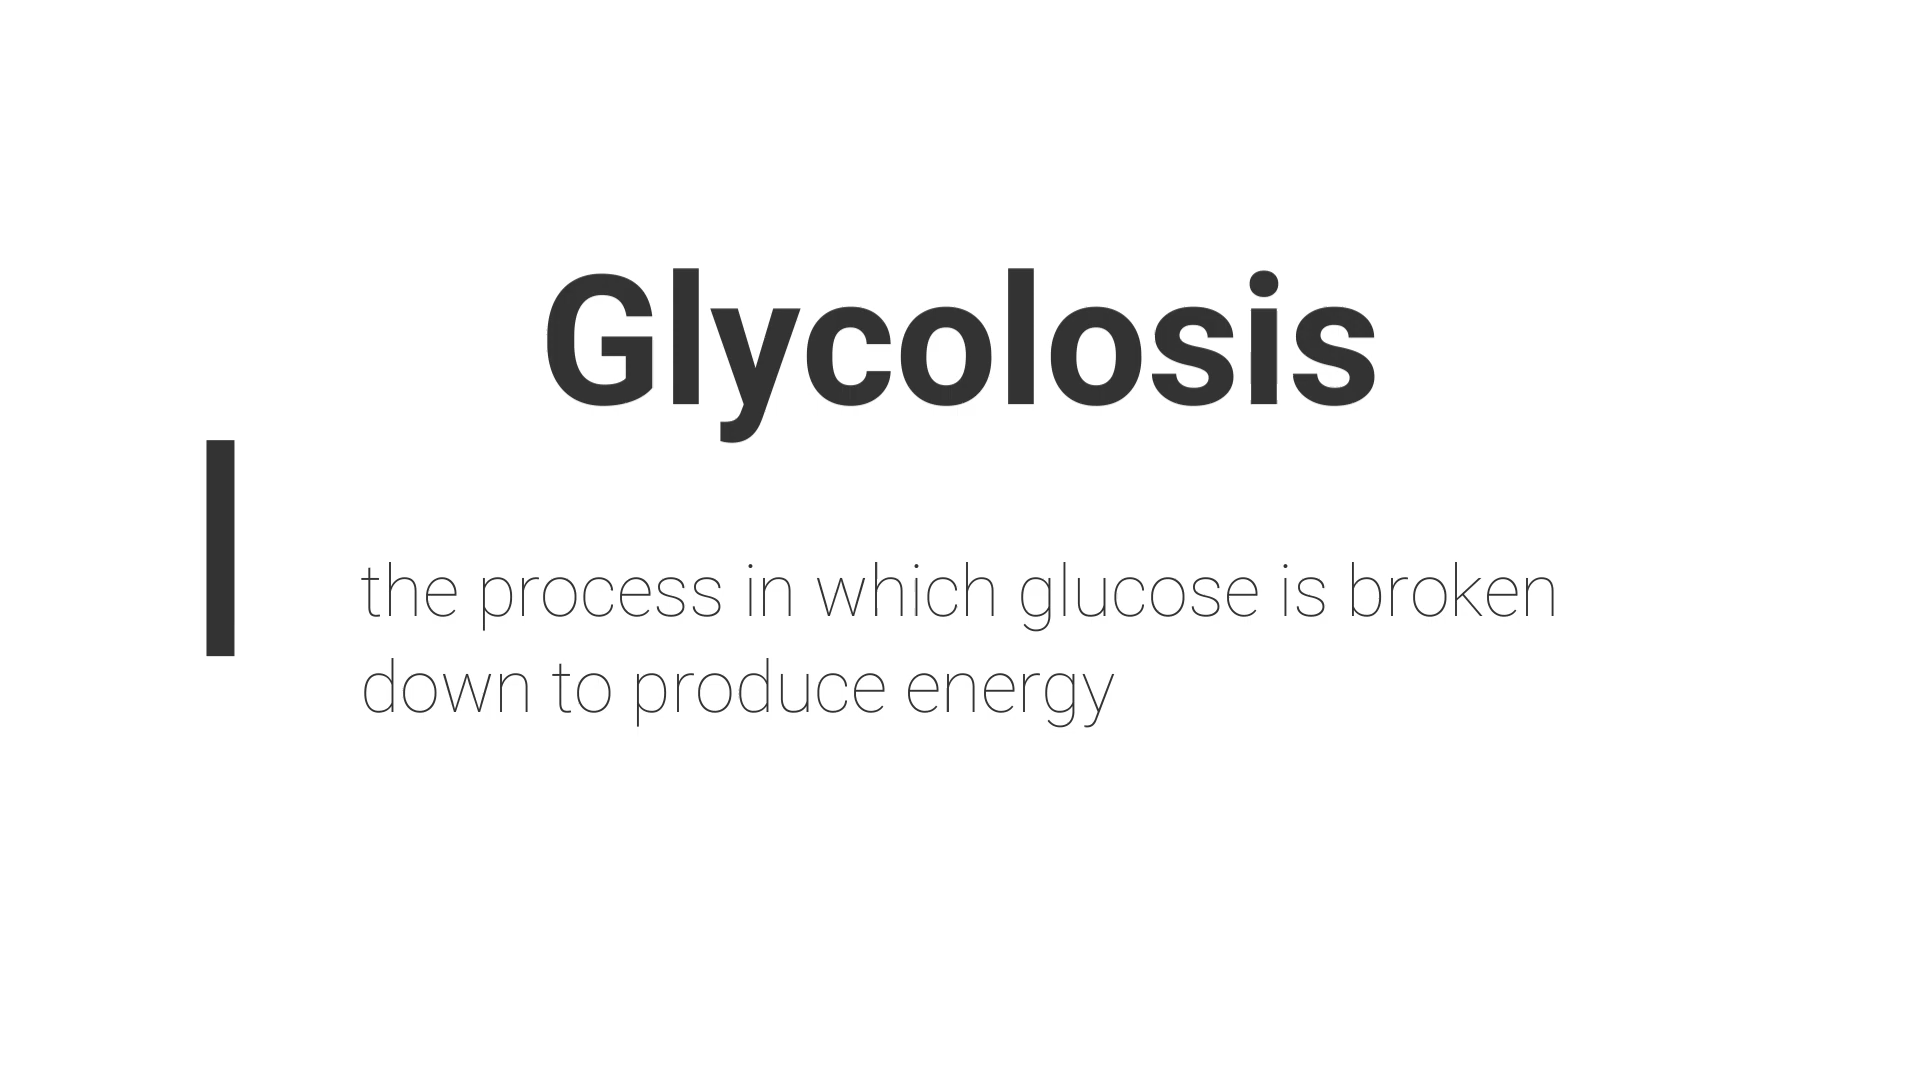 Glycolosis
the process in which glucose is broken
down to produce energy